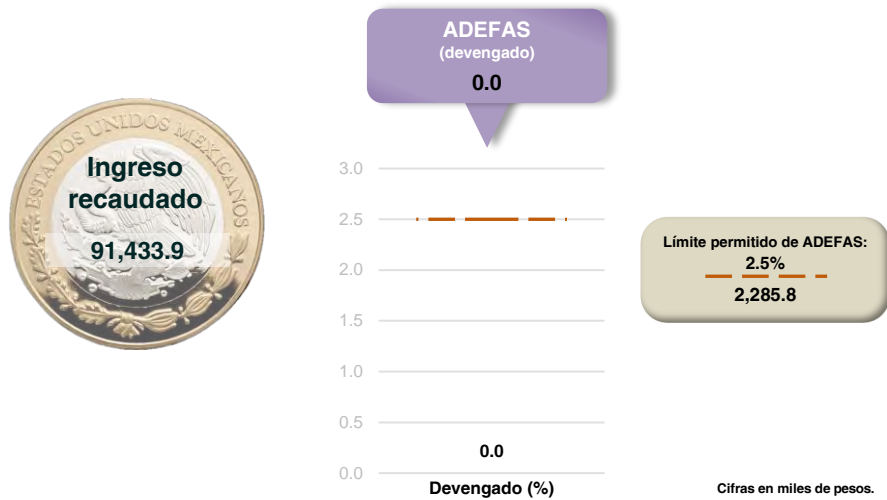 ADEFAS
(devengado)
0.0
ESTADOS UNIDOS MEXICANOS
Ingreso
recaudado
91,433.9
3.0
2.5
2.0
1.5
1.0
0.5
0.0
0.0
Devengado (%)
Límite permitido de ADEFAS:
2.5%
2,285.8
Cifras en miles de pesos.